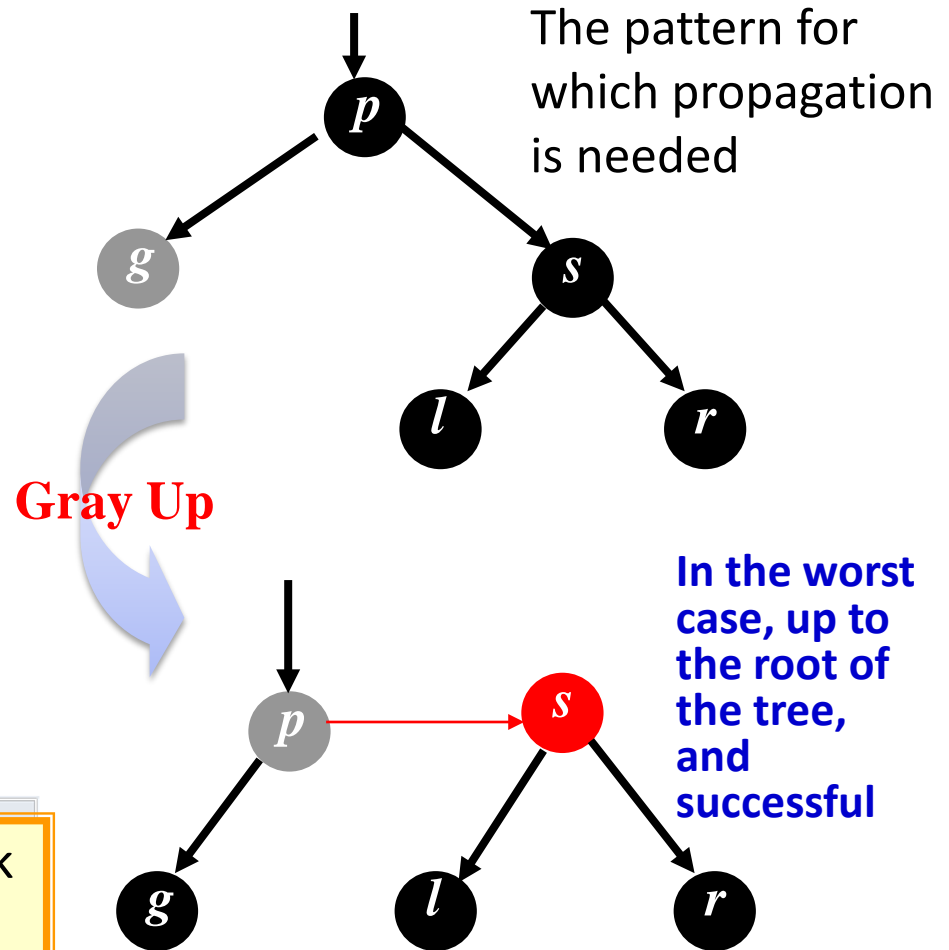 The pattern for
which propagation
is needed
p
g
s
l
r
Gray Up
In the worst
case, up to
the root of
the tree,
and
successful
p
s
g
l
r